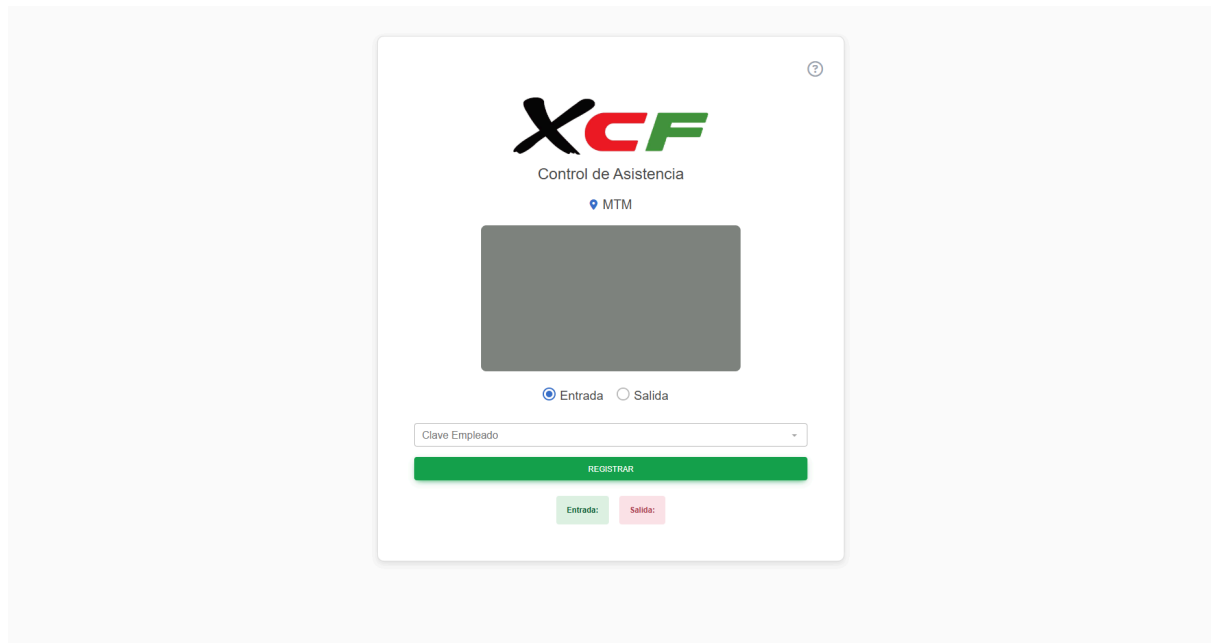 ?
XCF
Control de Asistencia
MTM
Entrada Salida
Clave Empleado
REGISTRAR
Entrada: Salida: